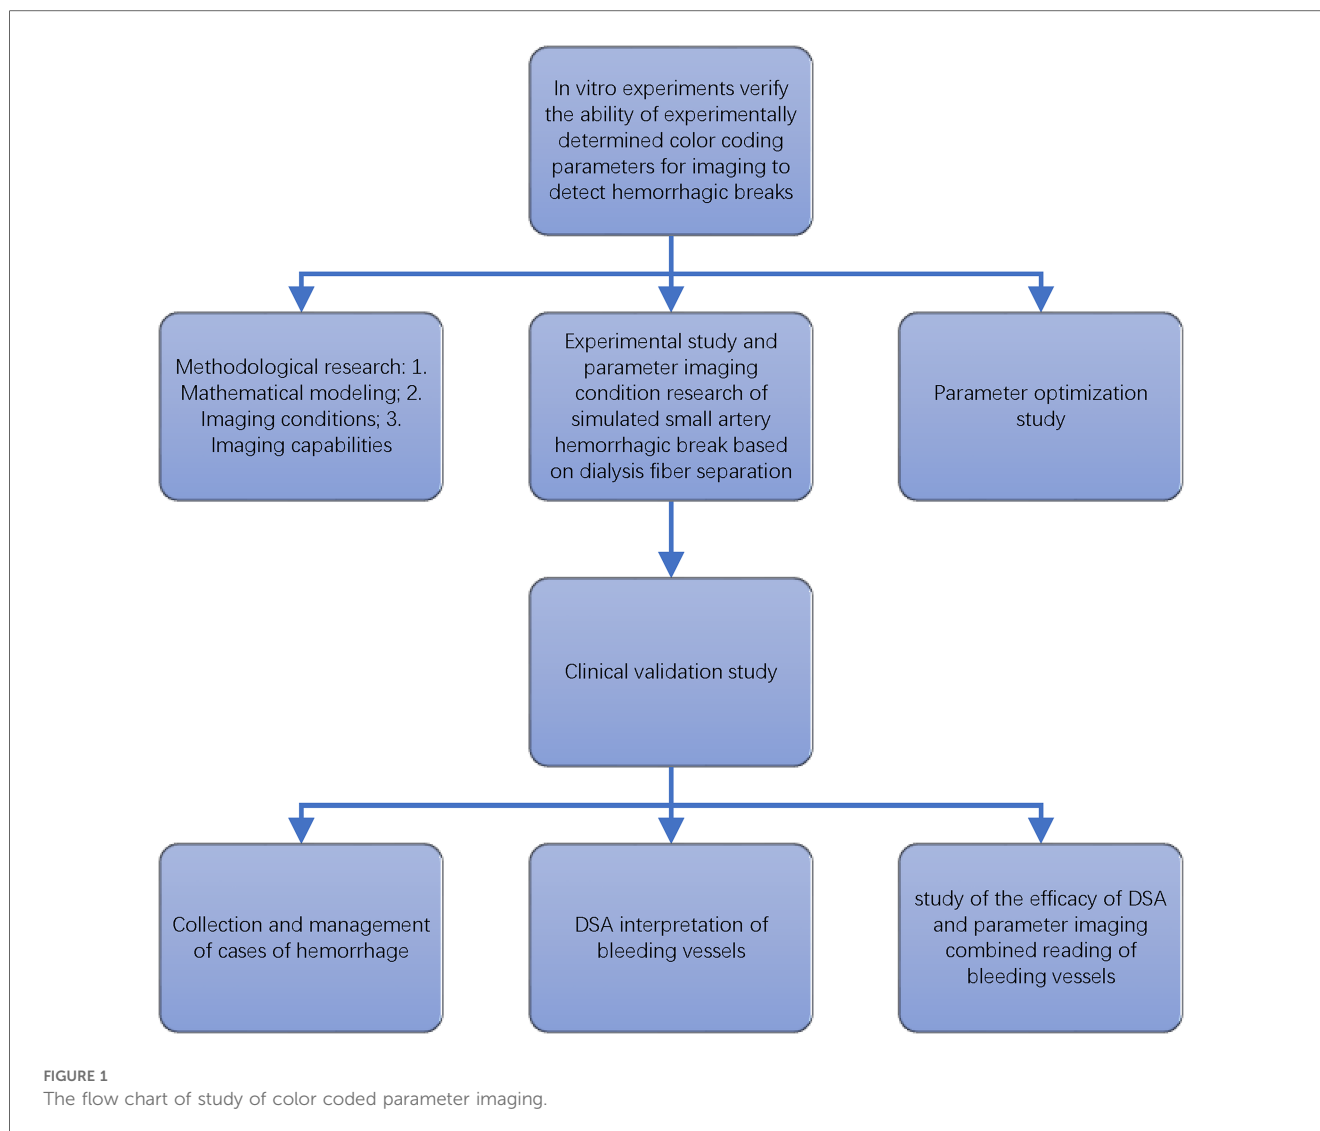 In vitro experiments verify
the ability of experimentally
determined color coding
parameters for imaging to
detect hemorrhagic breaks
Methodological research: 1.
Mathematical modeling; 2.
Imaging conditions; 3.
Imaging capabilities
Experimental study and
parameter imaging
condition research of
simulated small artery
hemorrhagic break based
on dialysis fiber separation
Parameter optimization
study
Clinical validation study
Collection and management
of cases of hemorrhage
DSA interpretation of
bleeding vessels
study of the efficacy of DSA
and parameter imaging
combined reading of
bleeding vessels
FIGURE 1
The flow chart of study of color coded parameter imaging.